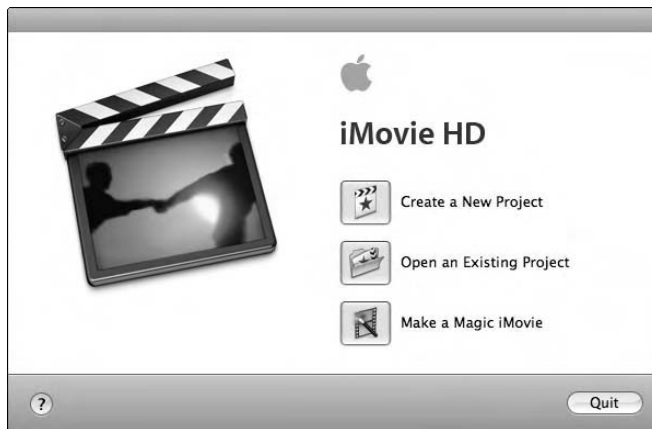 iMovie HD
Create a New Project
Open an Existing Project
Make a Magic iMovie
?
Quit